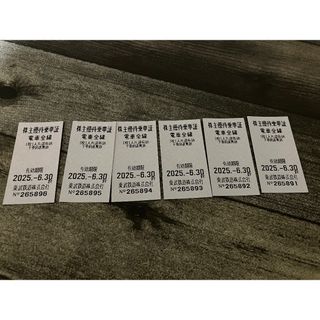 株主優待乗車証
電車全線
有効期限
2025.-6.30
東武鉄道株式会社
Nº265896
株主優待乗車証
電車全線
有効期限
2025.-6.30
東武鉄道株式会社
Nº265895
株主優待乗車証
電車全線
有効期限
2025.-6.30
東武鉄道株式会社
Nº265894
株主優待乗車証
電車全線
有効期限
2025.-6.30
東武鉄道株式会社
Nº265893
株主優待乗車証
電車全線
有効期限
2025.-6.30
東武鉄道株式会社
Nº265892
株主優待乗車証
電車全線
有効期限
2025.-6.30
東武鉄道株式会社
Nº265891